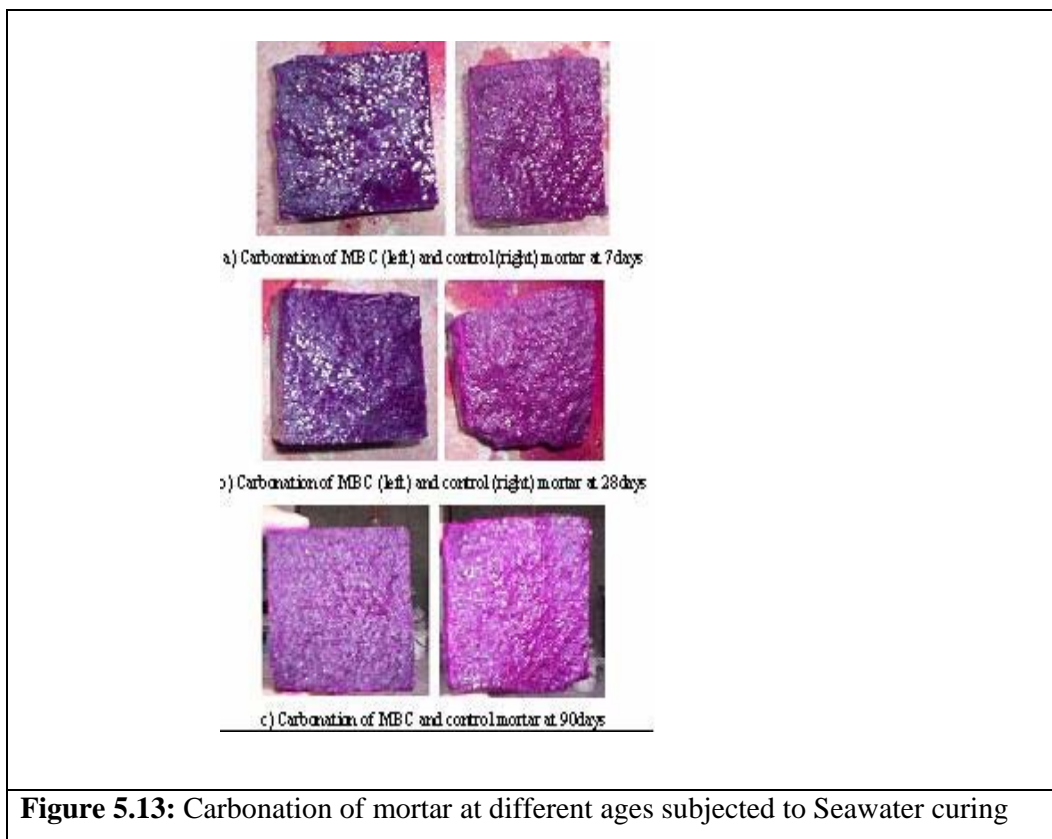 a) Carbonation of MBC (left) and control (right) mortar at 7days
b) Carbonation of MBC (left) and control (right) mortar at 28days
c) Carbonation of MBC and control mortar at 90days
Figure 5.13: Carbonation of mortar at different ages subjected to Seawater curing